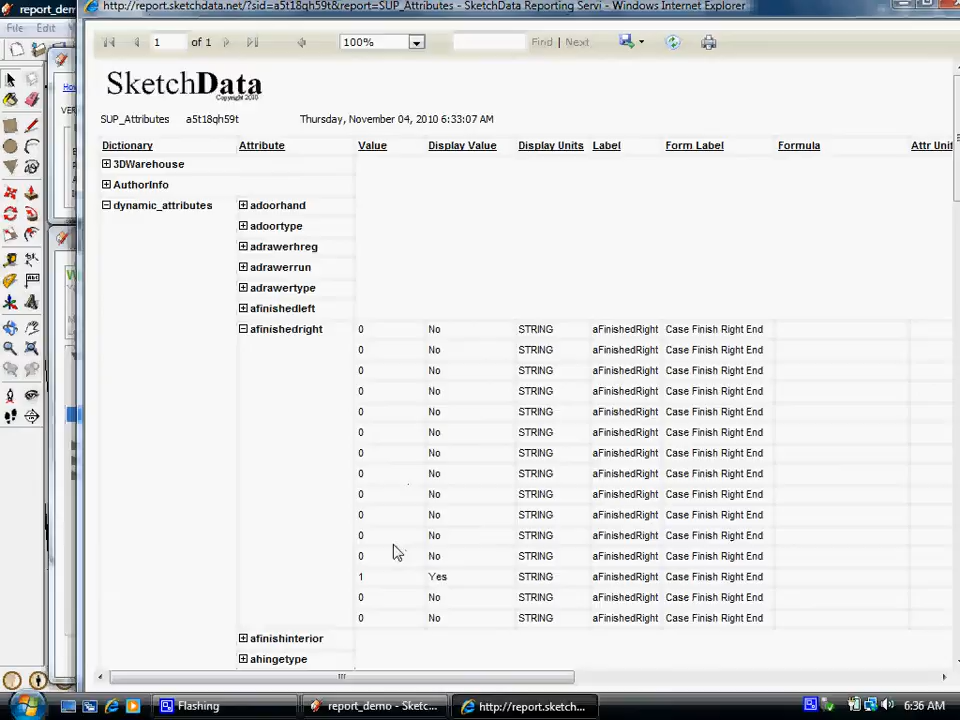 report_dem
http://report.sketchdata.net/?sid=a5t18qh59t&report=SUP_Attributes - SketchData Reporting Servi - Windows Internet Explorer
File Edit
1 of 1 100% Find | Next
SketchData
Copyright 2010
SUP_Attributes a5t18qh59t Thursday, November 04, 2010 6:33:07 AM
Dictionary Attribute Value Display Value Display Units Label Form Label Formula Attr Unit
3DWarehouse
AuthorInfo
dynamic_attributes adoorhand
adoortype
adrawerhreg
adrawerrun
adrawertype
afinishedleft
afinishedright 0 No STRING aFinishedRight Case Finish Right End
0 No STRING aFinishedRight Case Finish Right End
0 No STRING aFinishedRight Case Finish Right End
0 No STRING aFinishedRight Case Finish Right End
0 No STRING aFinishedRight Case Finish Right End
0 No STRING aFinishedRight Case Finish Right End
0 No STRING aFinishedRight Case Finish Right End
0 No STRING aFinishedRight Case Finish Right End
0 No STRING aFinishedRight Case Finish Right End
0 No STRING aFinishedRight Case Finish Right End
0 No STRING aFinishedRight Case Finish Right End
0 No STRING aFinishedRight Case Finish Right End
1 Yes STRING aFinishedRight Case Finish Right End
0 No STRING aFinishedRight Case Finish Right End
0 No STRING aFinishedRight Case Finish Right End
afinishinterior
ahingetype
Flashing report_demo - Sketc... http://report.sketch... 6:36 AM